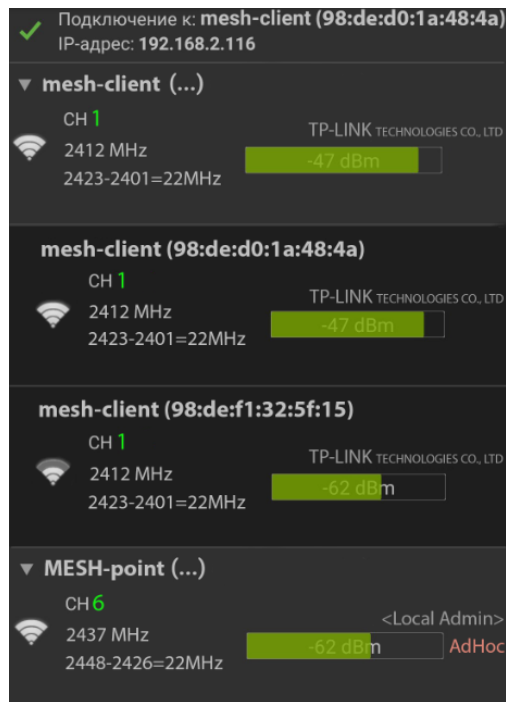 Подключение к: mesh-client (98:de:d0:1a:48:4a)
IP-адрес: 192.168.2.116
mesh-client (...)
CH 1
TP-LINK TECHNOLOGIES CO., LTD
2412 MHz
-47 dBm
2423-2401=22MHz
mesh-client (98:de:d0:1a:48:4a)
CH 1
TP-LINK TECHNOLOGIES CO., LTD
2412 MHz
-47 dBm
2423-2401=22MHz
mesh-client (98:de:f1:32:5f:15)
CH 1
TP-LINK TECHNOLOGIES CO., LTD
2412 MHz
-62 dBm
2423-2401=22MHz
MESH-point (...)
CH 6
<Local Admin>
2437 MHz
-62 dBm AdHoc
2448-2426=22MHz